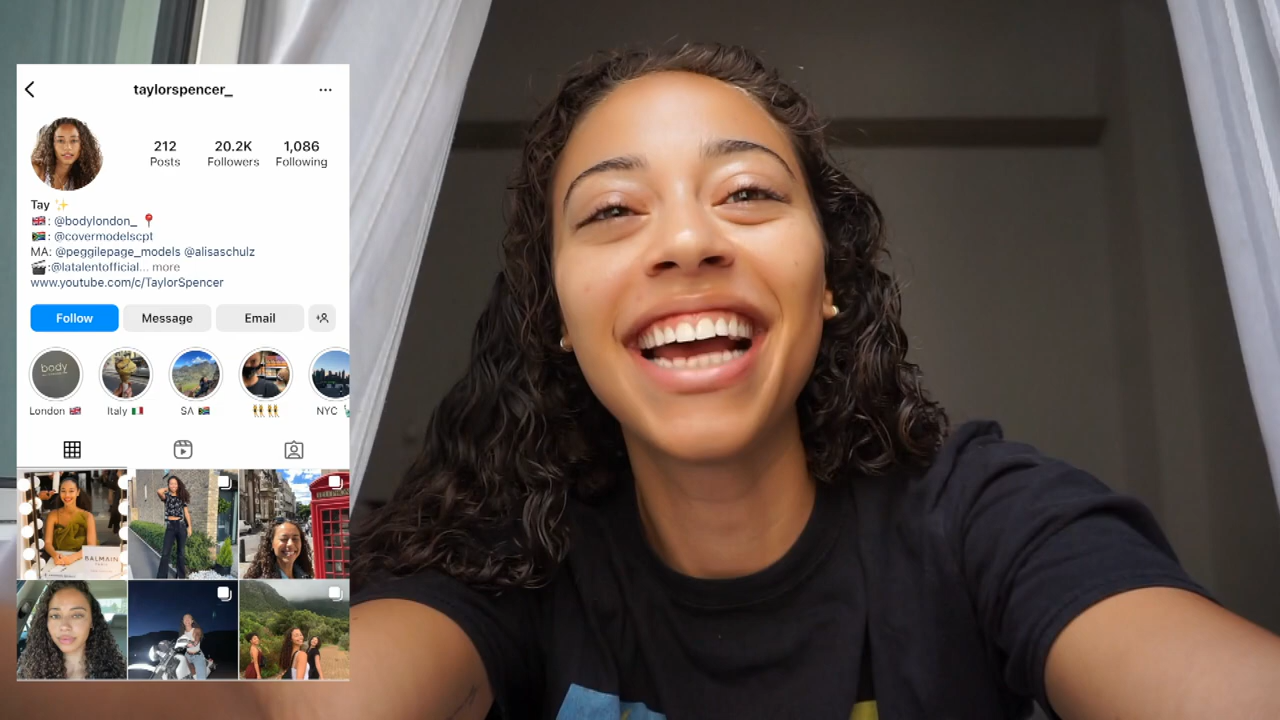 taylorspencer_
212 20.2K 1,086
Posts Followers Following
Tay ✨
🇬🇧: @bodylondon_ 📍
🇿🇦: @covermodelscpt
MA: @peggilepage_models @alisaschulz
🎬:@latalentofficial... more
www.youtube.com/c/TaylorSpencer
Follow Message Email
body
London 🇬🇧 Italy 🇮🇹 SA 🇿🇦 👯‍♀️👯‍♀️ NYC 🗽
BALMAIN
PARIS